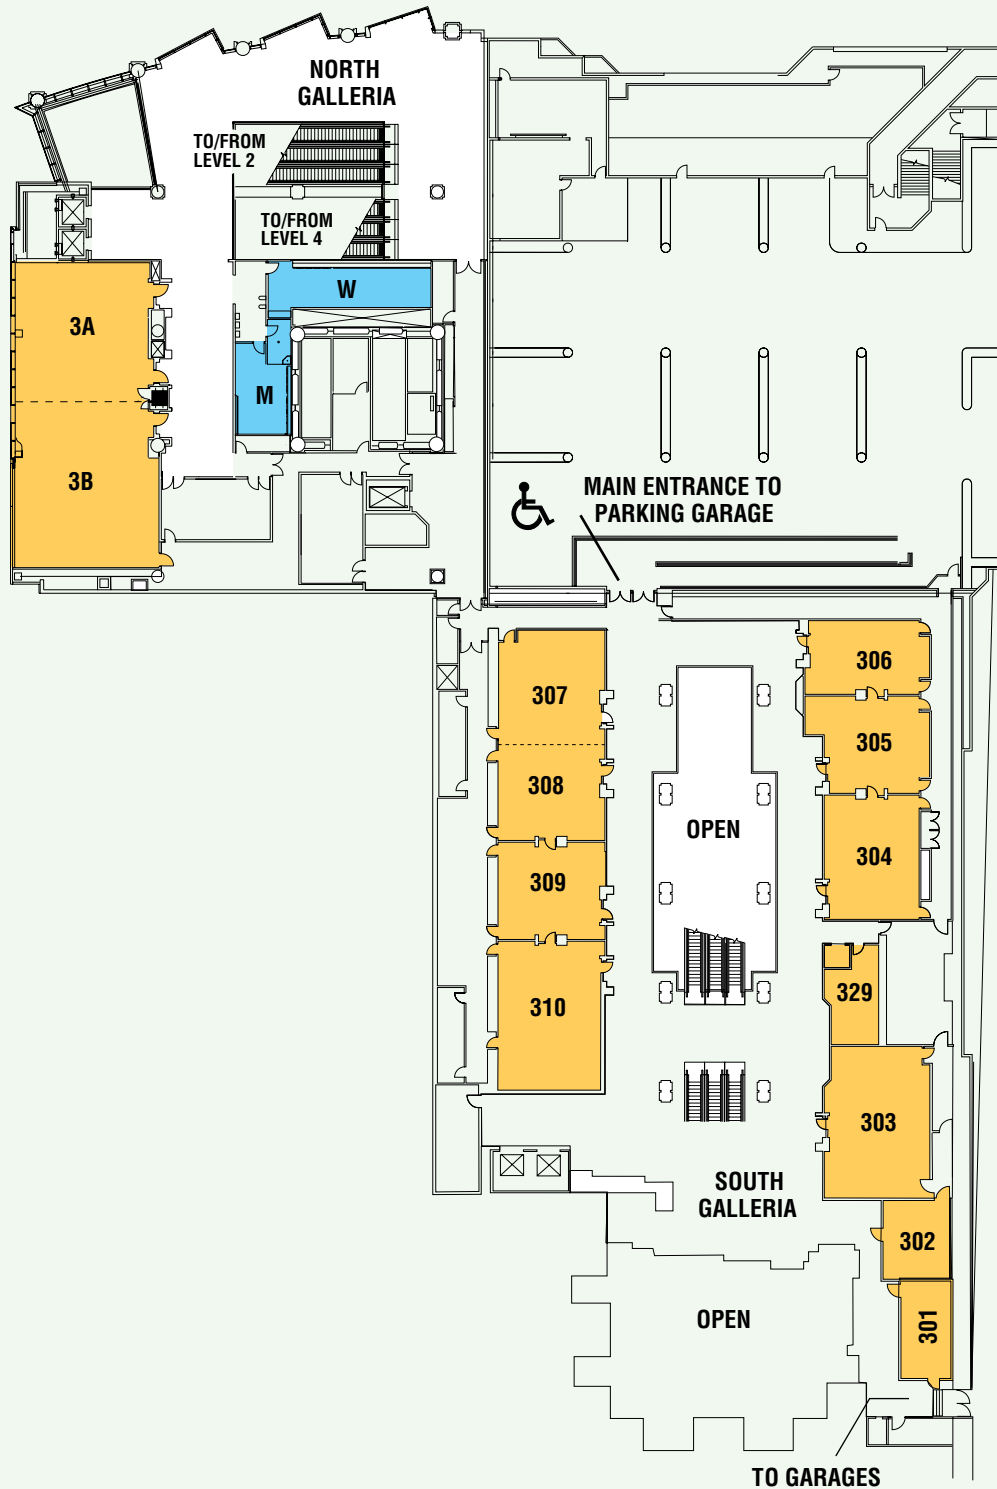 NORTH
GALLERIA
TO/FROM
LEVEL 2
TO/FROM
LEVEL 4
W
3A
M
3B
MAIN ENTRANCE TO
PARKING GARAGE
306
307
305
308
OPEN
304
309
329
310
303
SOUTH
GALLERIA
302
OPEN
301
TO GARAGES